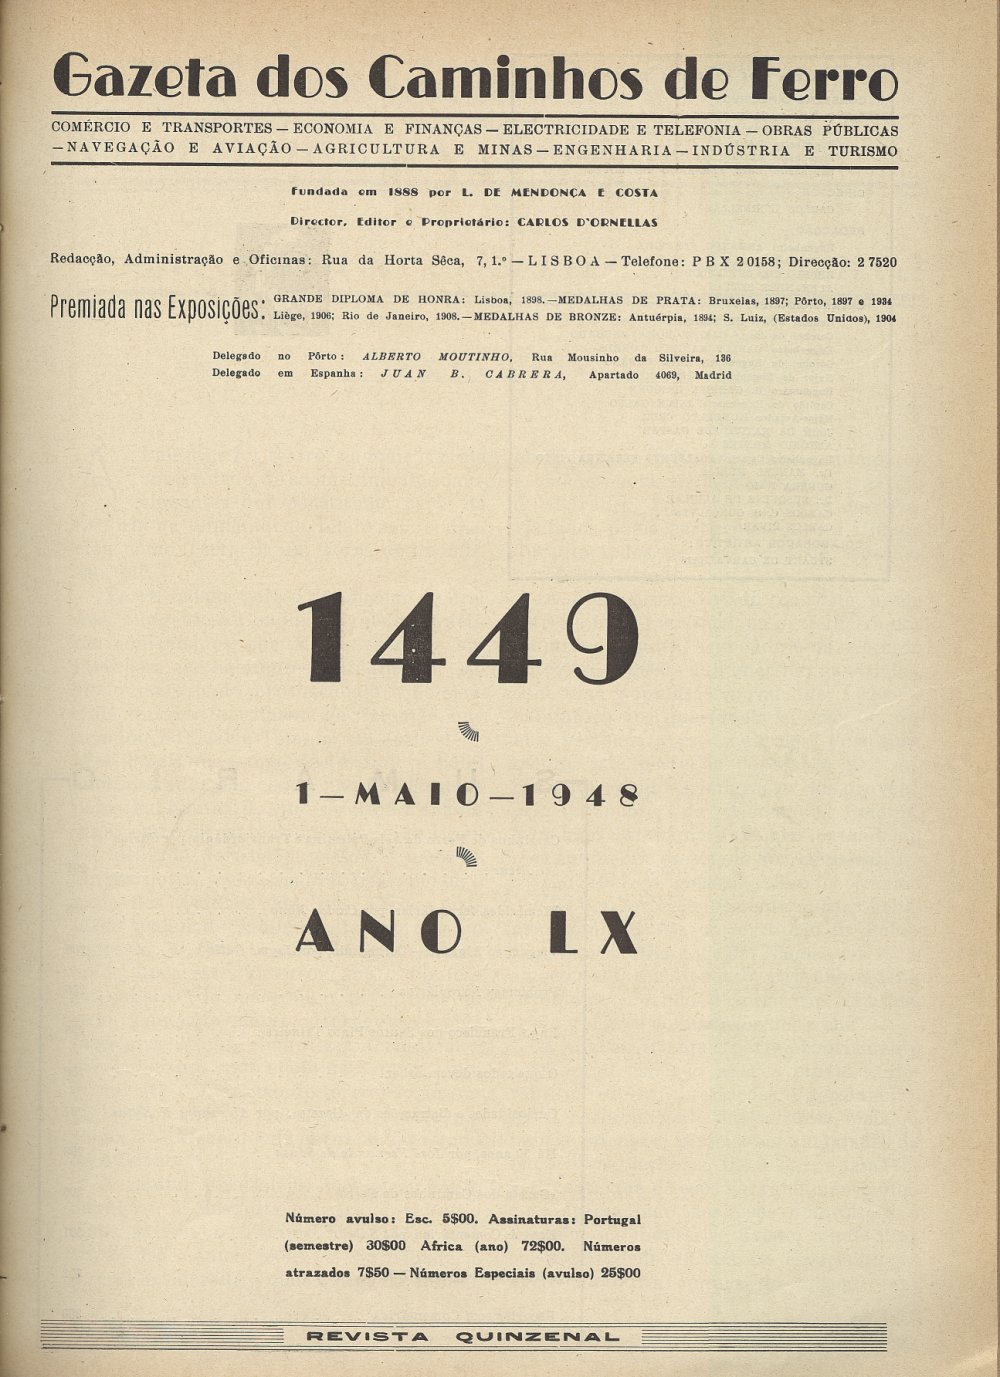 Gazeta dos Caminhos de Ferro
COMÉRCIO E TRANSPORTES — ECONOMIA E FINANÇAS — ELECTRICIDADE E TELEFONIA — OBRAS PÚBLICAS
— NAVEGAÇÃO E AVIAÇÃO — AGRICULTURA E MINAS — ENGENHARIA — INDÚSTRIA E TURISMO
Fundada em 1888 por L. DE MENDONÇA E COSTA
Director, Editor e Proprietário: CARLOS D'ORNELLAS
Redacção, Administração e Oficinas: Rua da Horta Sêca, 7, 1.º — LISBOA — Telefone: PBX 20158; Direcção: 27520
Premiada nas Exposições:
GRANDE DIPLOMA DE HONRA: Lisboa, 1898. — MEDALHAS DE PRATA: Bruxelas, 1897; Pôrto, 1897 e 1934
Liège, 1906; Rio de Janeiro, 1908. — MEDALHAS DE BRONZE: Antuérpia, 1894; S. Luiz, (Estados Unidos), 1904
Delegado no Pôrto: ALBERTO MOUTINHO, Rua Mousinho da Silveira, 136
Delegado em Espanha: JUAN B. CABRERA, Apartado 4069, Madrid
1449
1 — MAIO — 1948
ANO LX
Número avulso: Esc. 5$00. Assinaturas: Portugal
(semestre) 30$00 Africa (ano) 72$00. Números
atrazados 7$50 — Números Especiais (avulso) 25$00
REVISTA QUINZENAL